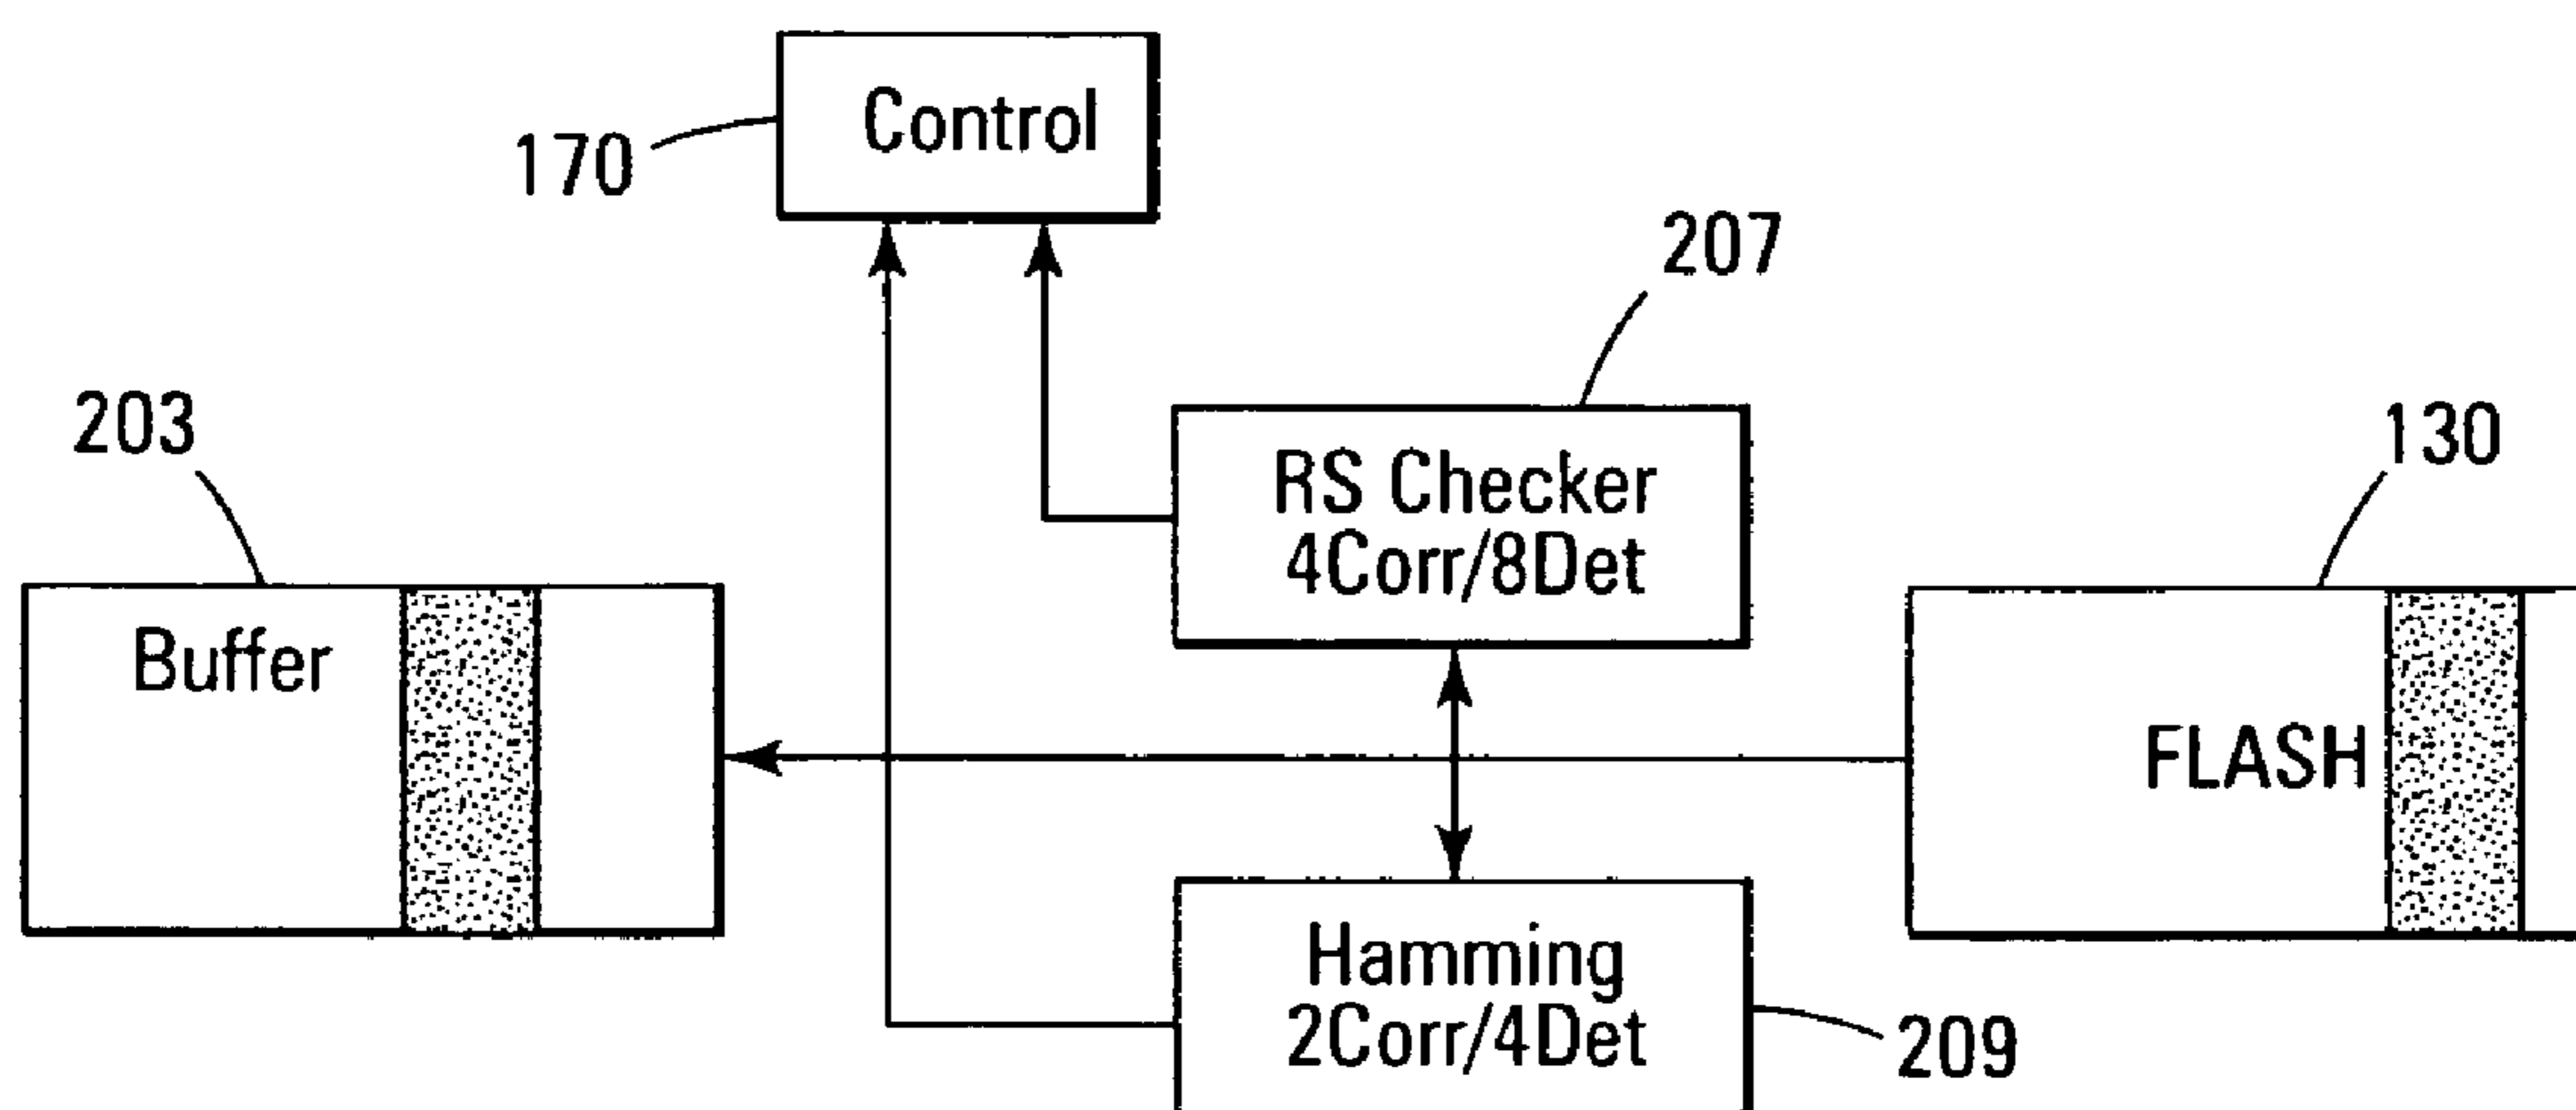 Control
170
207
203
130
RS Checker
4Corr/8Det
Buffer
FLASH
Hamming
2Corr/4Det
209